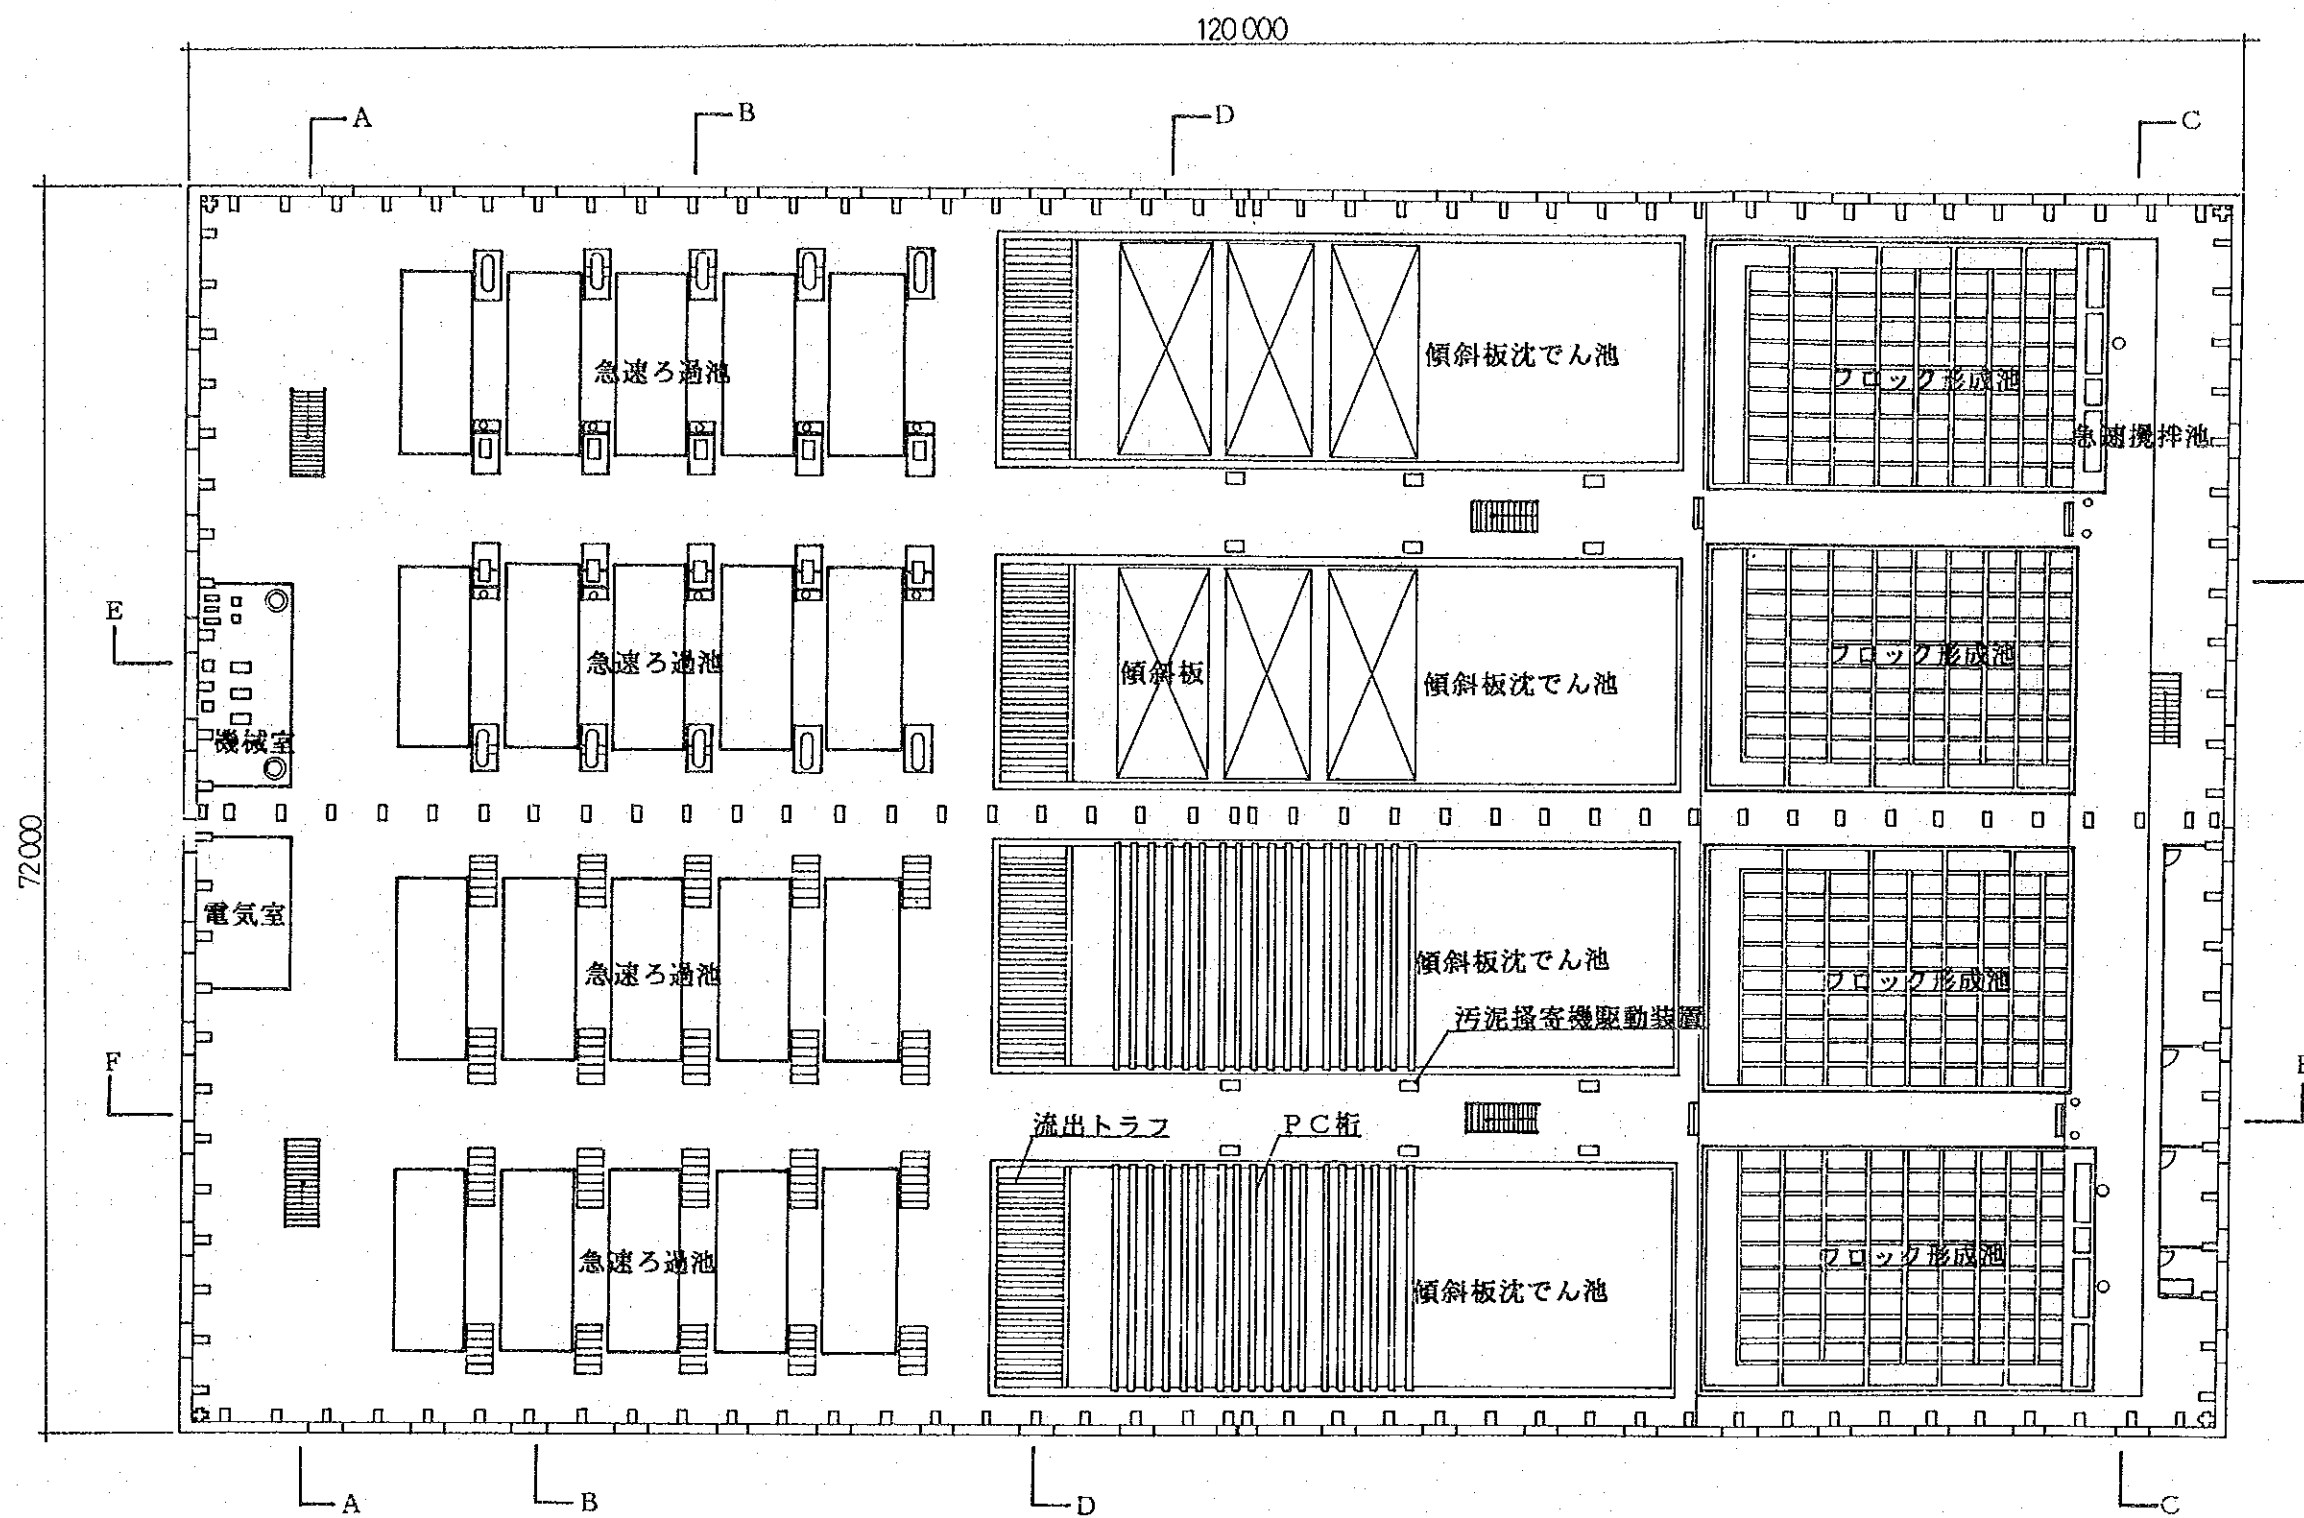 120000
A
B
D
C
急速ろ過池
傾斜板沈でん池
フロック形成池
急速攪拌池
E
急速ろ過池
傾斜板
傾斜板沈でん池
フロック形成池
機械室
72000
電気室
急速ろ過池
傾斜板沈でん池
フロック形成池
汚泥掻寄機駆動装置
F
流出トラフ
PC桁
急速ろ過池
傾斜板沈でん池
フロック形成池
A
B
D
C